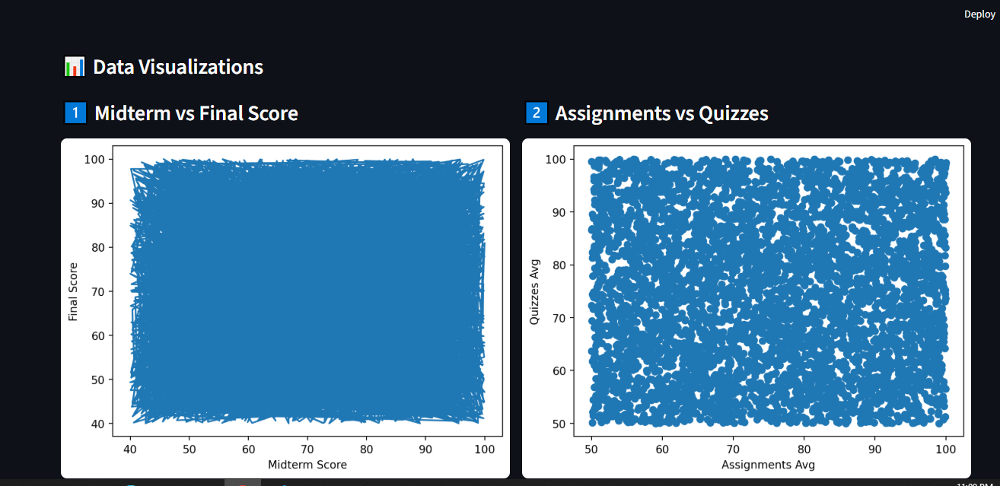 Deploy
📊 Data Visualizations
1 Midterm vs Final Score
100
90
80
70
60
50
40
Final Score
40 50 60 70 80 90 100
Midterm Score
2 Assignments vs Quizzes
100
90
80
70
60
50
Quizzes Avg
50 60 70 80 90 100
Assignments Avg